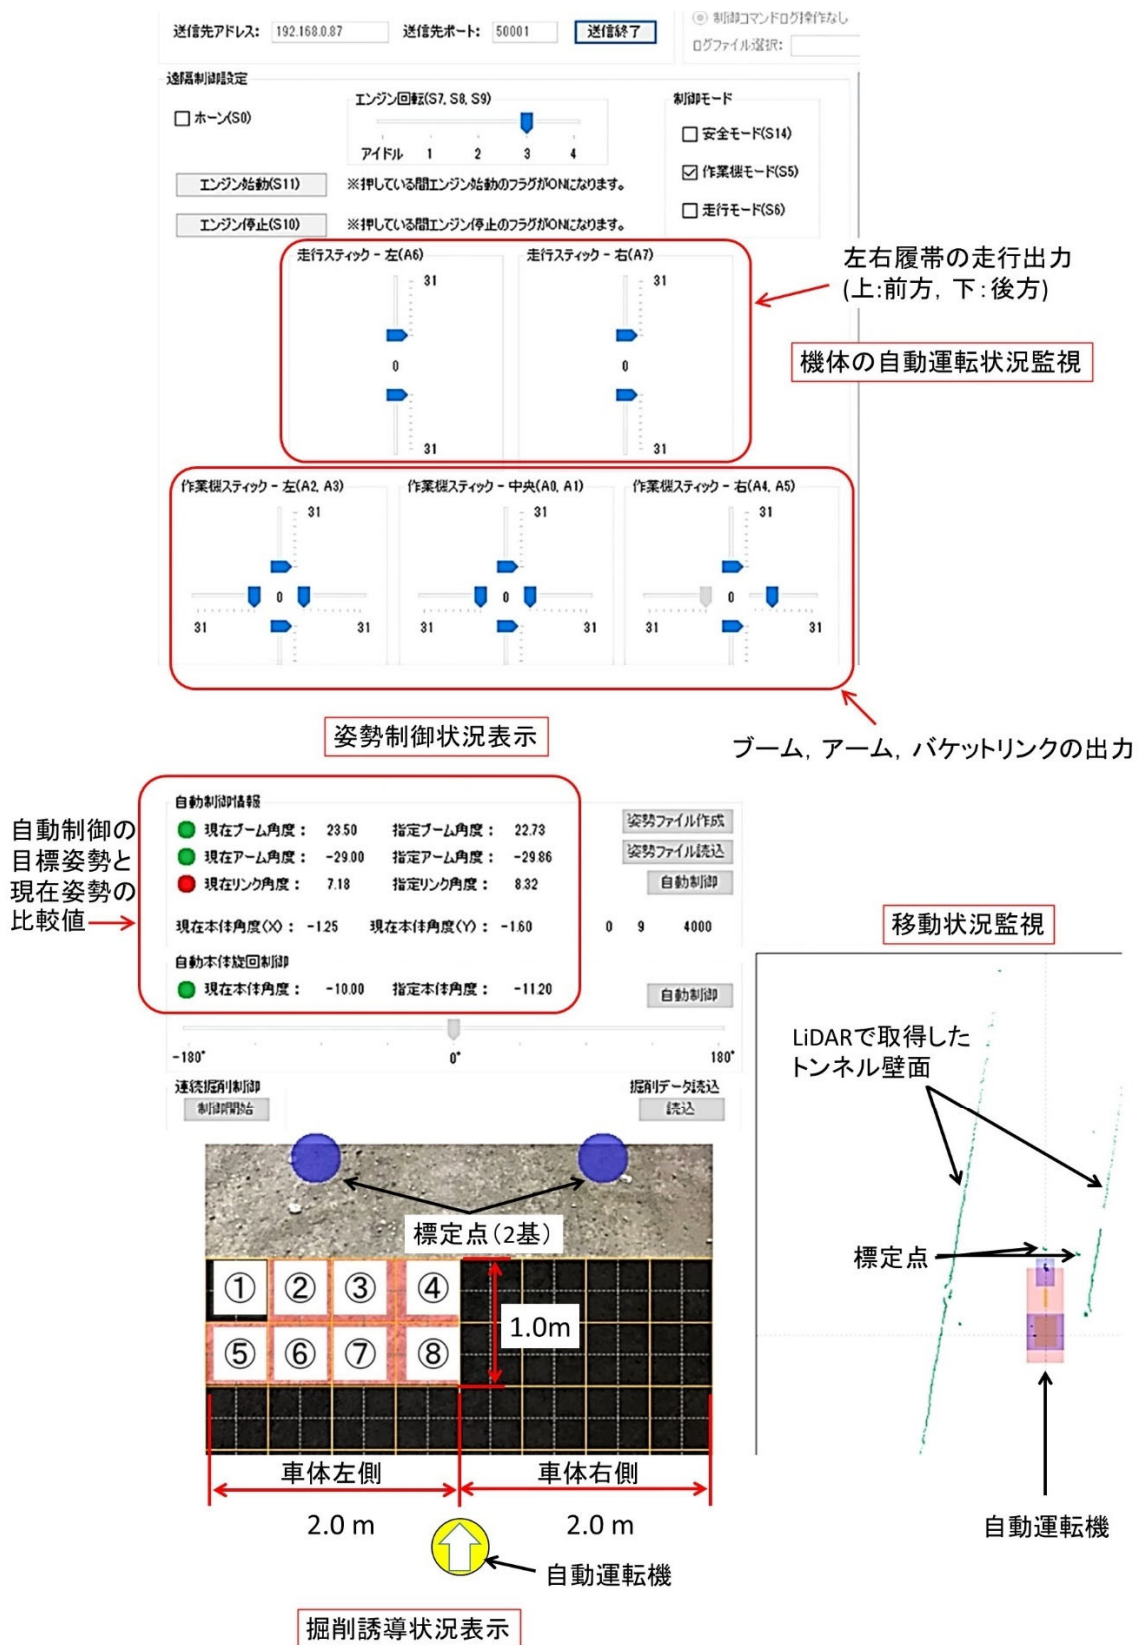 送信先アドレス: 192.168.0.87 送信先ポート: 50001 送信終了
制御コマンドログ操作なし
ログファイル選択:
遠隔制御設定
ホーン(S0)
エンジン回転(S7, S8, S9)
アイドル 1 2 3 4
制御モード
安全モード(S14)
作業機モード(S5)
走行モード(S6)
エンジン始動(S11) ※押している間エンジン始動のフラグがONになります。
エンジン停止(S10) ※押している間エンジン停止のフラグがONになります。
走行スティック - 左(A6)
31
0
31
走行スティック - 右(A7)
31
0
31
左右履帯の走行出力
(上:前方, 下:後方)
機体の自動運転状況監視
作業機スティック - 左(A2, A3)
31
0
31 31
作業機スティック - 中央(A0, A1)
31
0
31 31
作業機スティック - 右(A4, A5)
31
0
31 31
姿勢制御状況表示
ブーム, アーム, バケットリンクの出力
自動制御の
目標姿勢と
現在姿勢の
比較値
自動制御情報
現在ブーム角度: 23.50 指定ブーム角度: 22.73
現在アーム角度: -29.00 指定アーム角度: -29.86
現在リンク角度: 7.18 指定リンク角度: 8.32
姿勢ファイル作成
姿勢ファイル読込
自動制御
現在本体角度(X): -1.25 現在本体角度(Y): -1.60 0 9 4000
自動本体旋回制御
現在本体角度: -10.00 指定本体角度: -11.20 自動制御
-180° 0° 180°
連続掘削制御
制御開始
掘削データ読込
読込
移動状況監視
LiDARで取得した
トンネル壁面
標定点
自動運転機
標定点(2基)
① ② ③ ④
⑤ ⑥ ⑦ ⑧
1.0m
車体左側 車体右側
2.0 m 2.0 m
自動運転機
掘削誘導状況表示